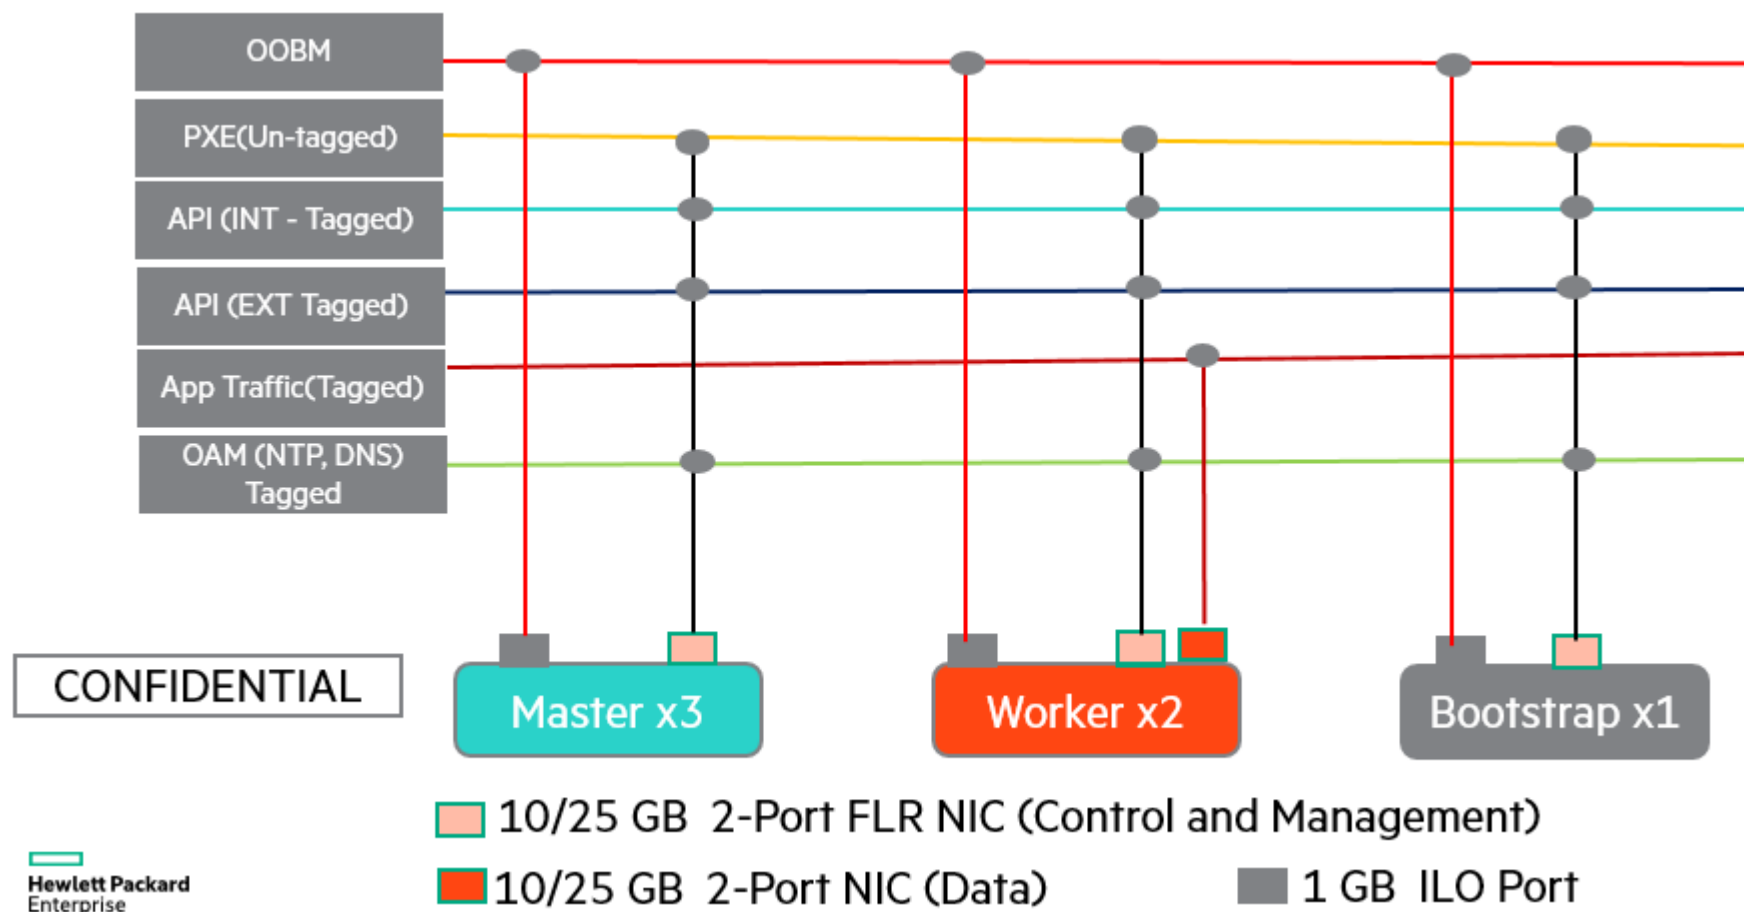 OOBM
PXE(Un-tagged)
API (INT - Tagged)
API (EXT Tagged)
App Traffic(Tagged)
OAM (NTP, DNS)
Tagged
CONFIDENTIAL
Master x3
Worker x2
Bootstrap x1
10/25 GB  2-Port FLR NIC (Control and Management)
10/25 GB  2-Port NIC (Data)
1 GB  ILO Port
Hewlett Packard
Enterprise